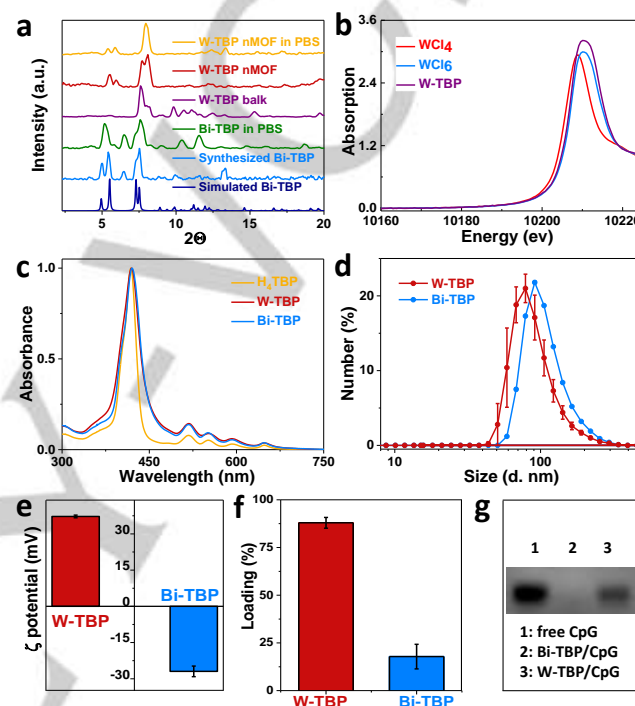 a
W-TBP nMOF in PBS
W-TBP nMOF
W-TBP balk
Bi-TBP in PBS
Synthesized Bi-TBP
Simulated Bi-TBP
Intensity (a.u.)
5 10 15 20
2Θ
b
WCl4
WCl6
W-TBP
Absorption
4.5
3.0
1.2
0.0
10160 10180 10200 10220
Energy (ev)
c
H4TBP
W-TBP
Bi-TBP
Absorbance
1.0
0.5
0.0
300 450 600 750
Wavelength (nm)
d
W-TBP
Bi-TBP
Number (%)
20
10
0
10 100
Size (d. nm)
e
ζ potential (mV)
30
15
0
-15
-30
W-TBP
Bi-TBP
f
Loading (%)
100
75
50
25
0
W-TBP Bi-TBP
g
1 2 3
1: free CpG
2: Bi-TBP/CpG
3: W-TBP/CpG